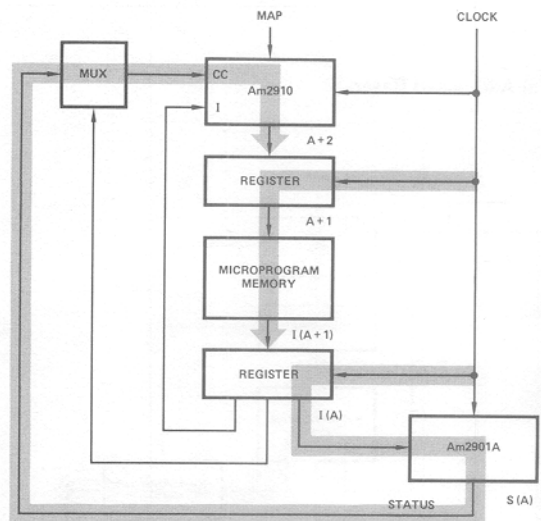 MAP
CLOCK
MUX
CC
Am2910
I
A+2
REGISTER
A+1
MICROPROGRAM
MEMORY
I (A+1)
REGISTER
I (A)
Am2901A
STATUS
S (A)